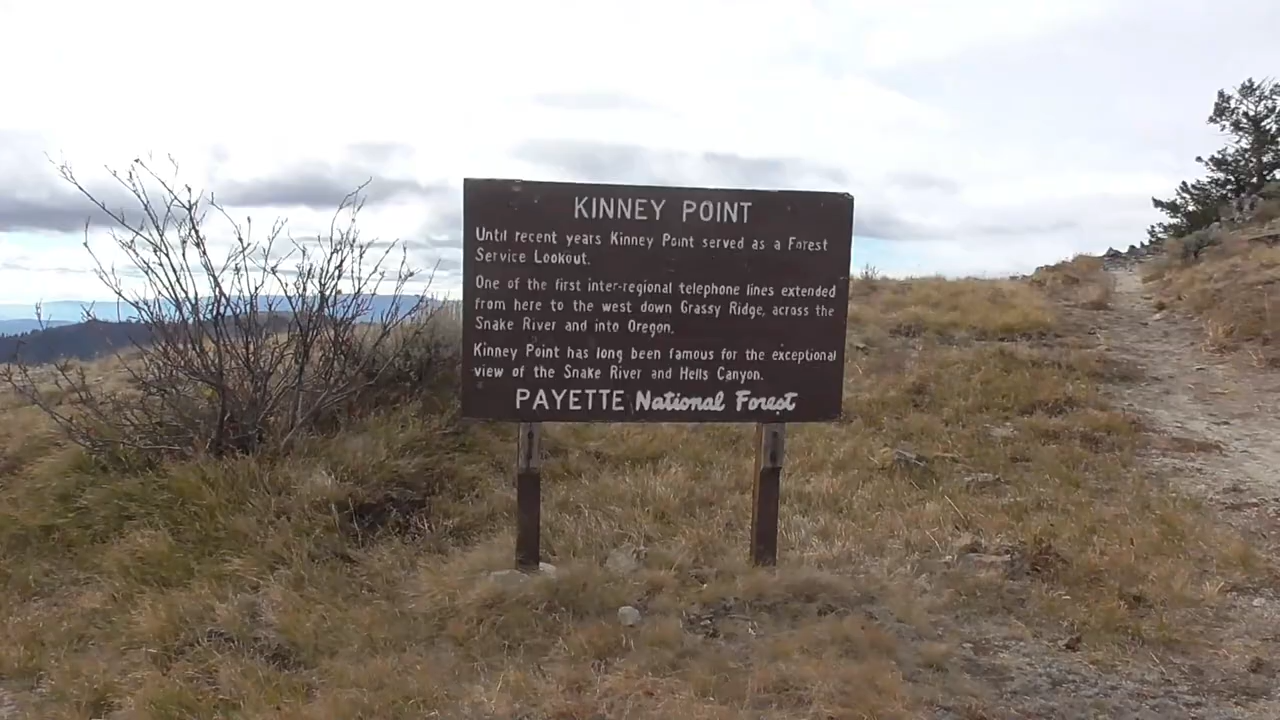 KINNEY POINT
Until recent years Kinney Point served as a Forest
Service Lookout.
One of the first inter-regional telephone lines extended
from here to the west down Grassy Ridge, across the
Snake River and into Oregon.
Kinney Point has long been famous for the exceptional
view of the Snake River and Hells Canyon.
PAYETTE National Forest